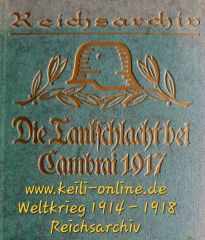 Reichsarchiv
Die Tankschlacht bei
Cambrai 1917
www.keili-online.de
Weltkrieg 1914 - 1918
Reichsarchiv